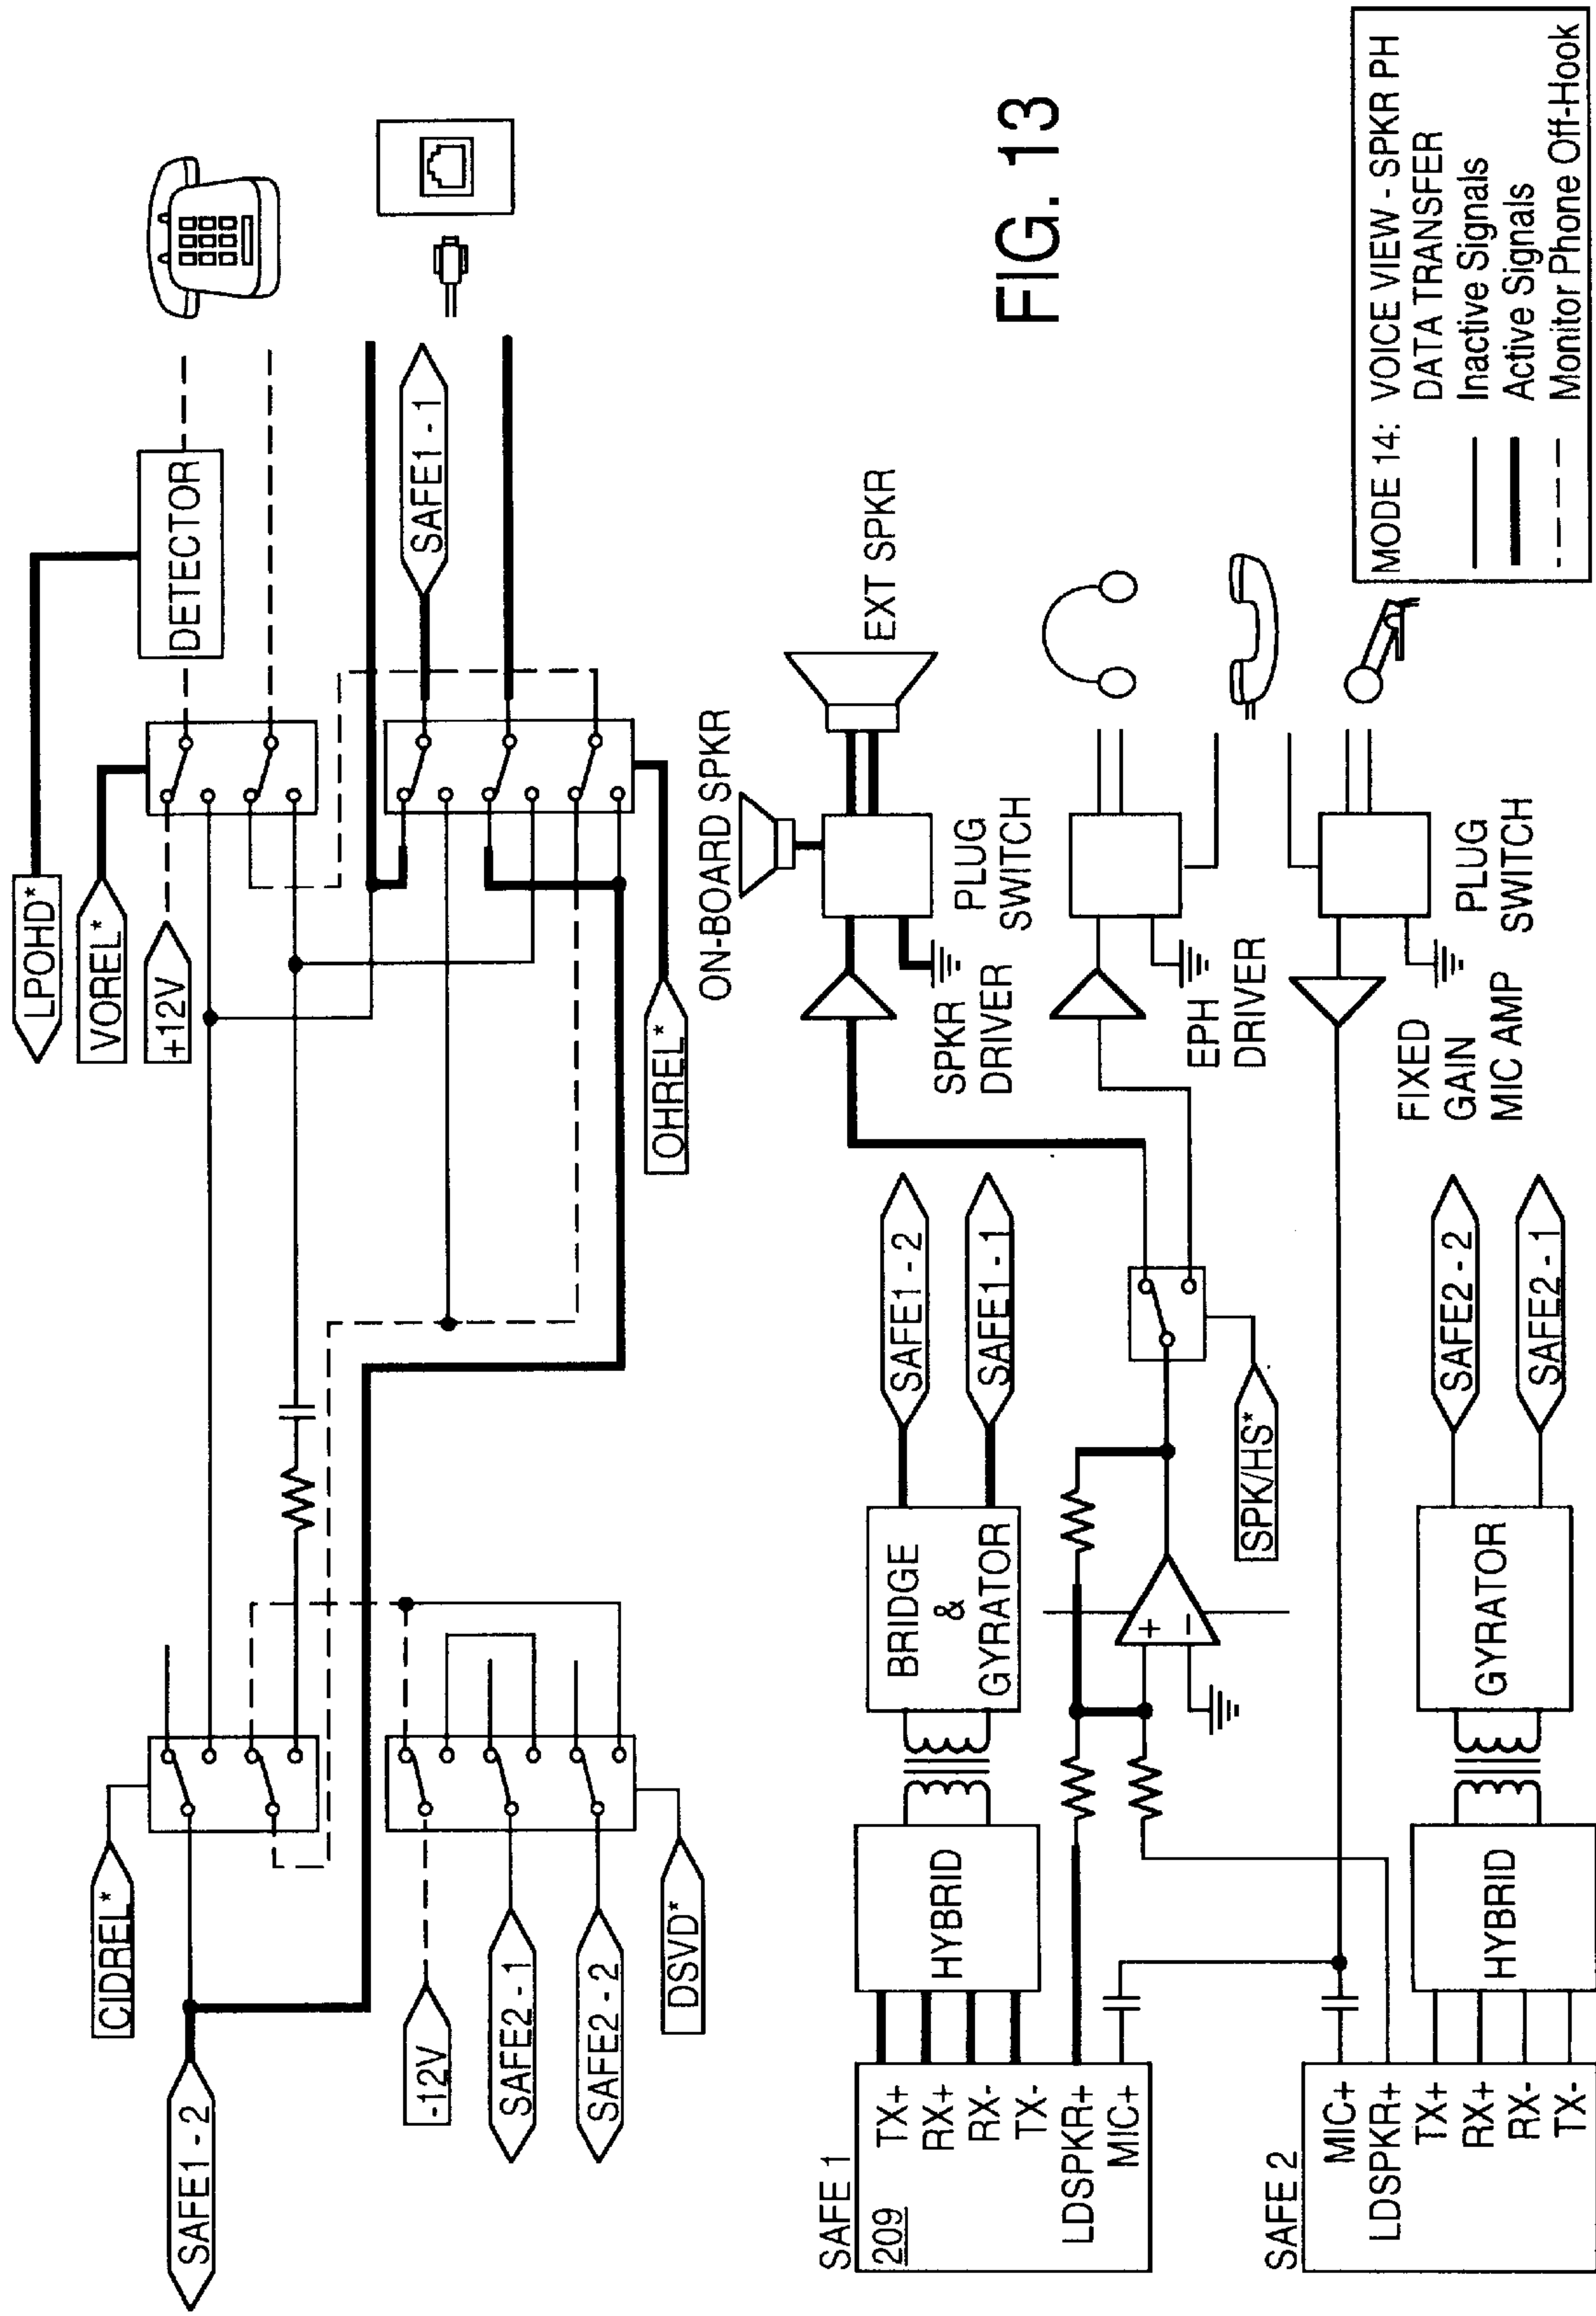 LPOHD*
VOREL*
+12V
DETECTOR
CIDREL*
SAFE1 - 2
-12V
SAFE2 - 1
SAFE2 - 2
DSVD*
OHREL*
SAFE1 - 1
ON-BOARD SPKR
EXT SPKR
PLUG
SWITCH
SPKR
DRIVER
EPH
DRIVER
PLUG
SWITCH
FIXED
GAIN
MIC AMP
SAFE 1
209
TX+
RX+
RX-
TX-
LDSPKR+
MIC+
HYBRID
BRIDGE
&
GYRATOR
SAFE1 - 2
SAFE1 - 1
+
-
SPK/HS*
SAFE 2
MIC+
LDSPKR+
TX+
RX+
RX-
TX-
HYBRID
GYRATOR
SAFE2 - 2
SAFE2 - 1
FIG. 13
MODE 14: VOICE VIEW - SPKR PH
DATA TRANSFER
Inactive Signals
Active Signals
Monitor Phone Off-Hook